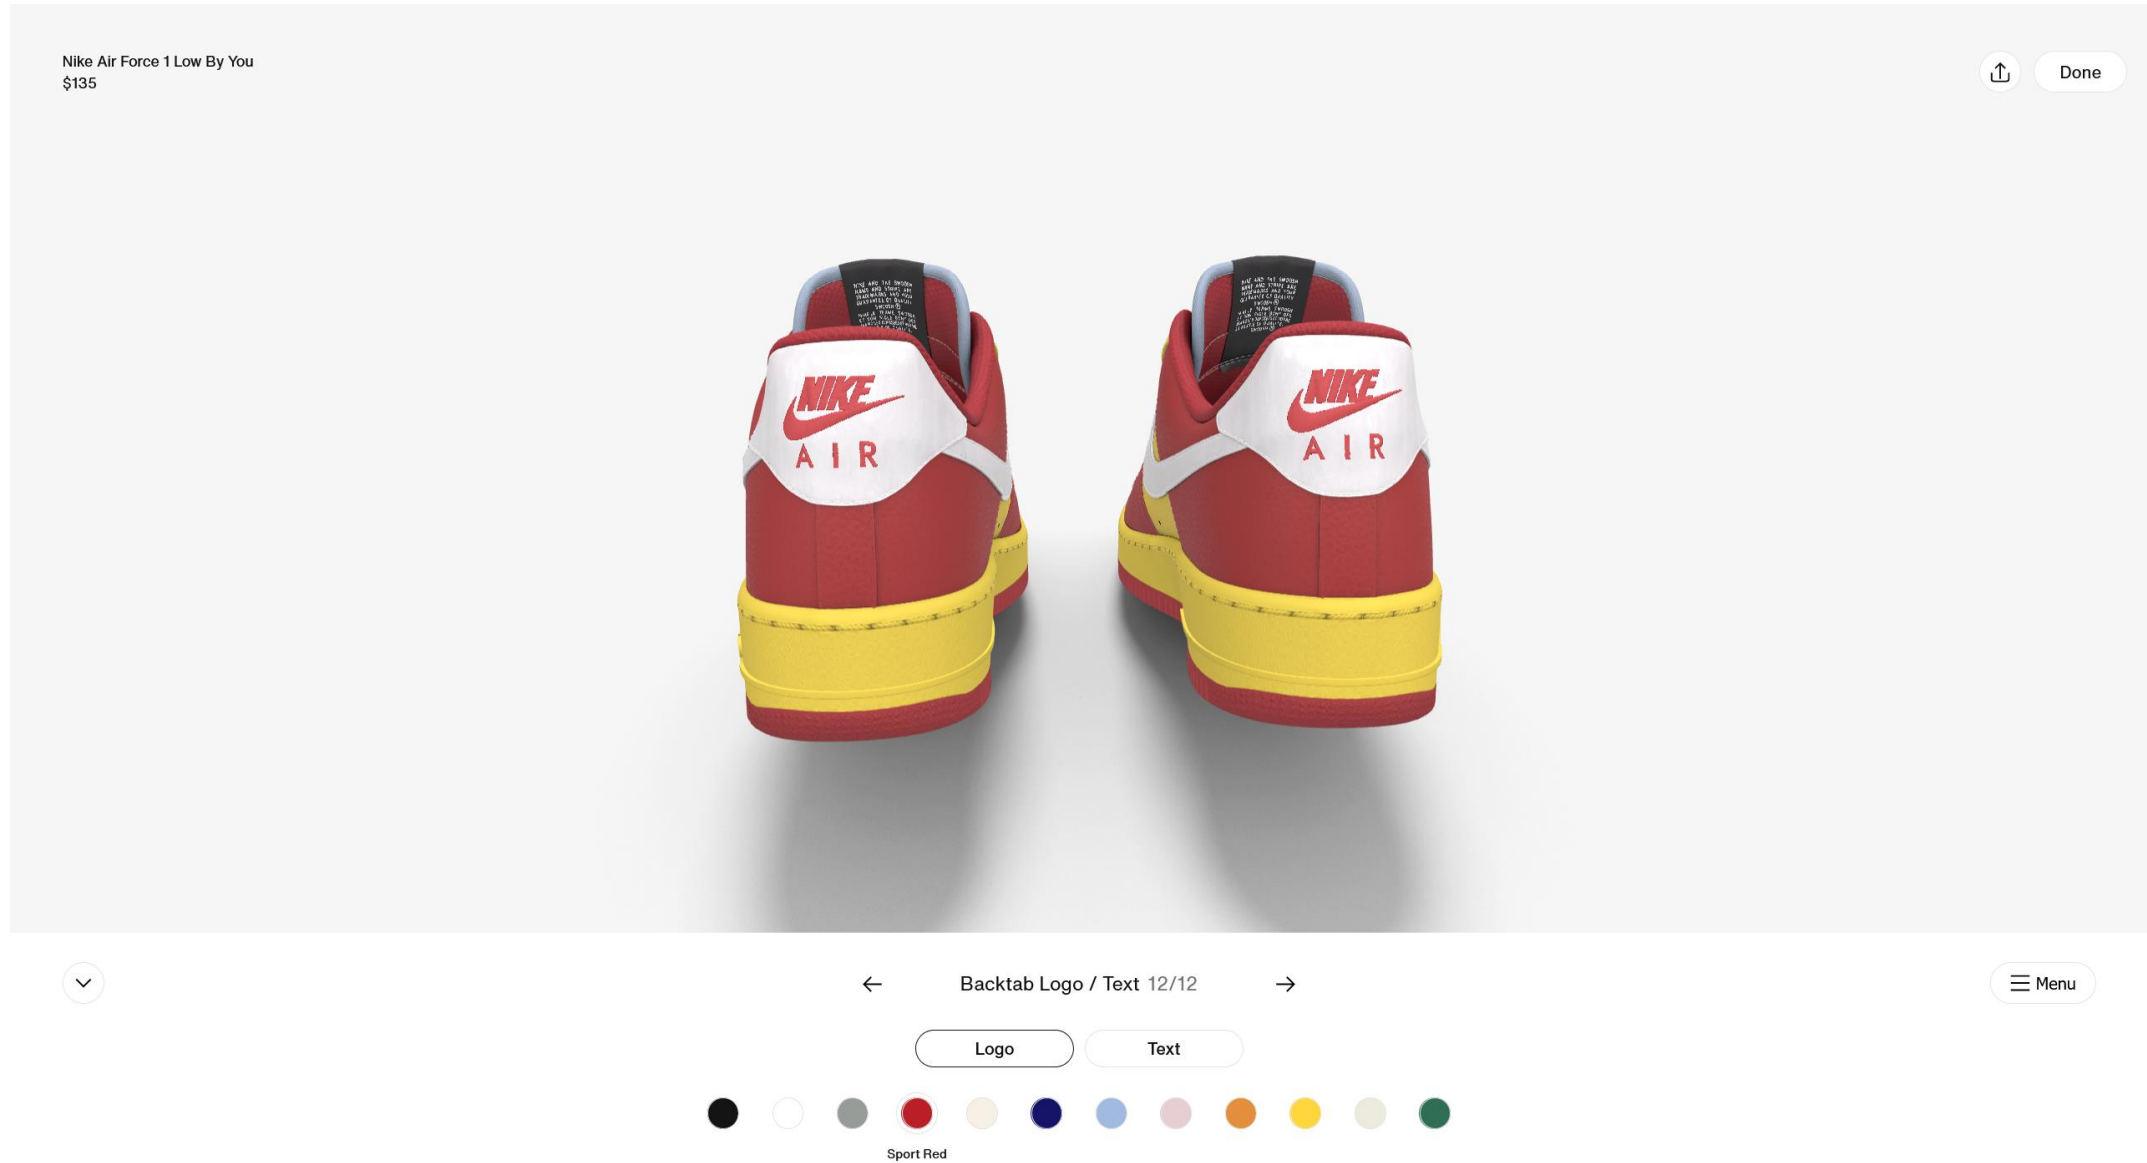 Nike Air Force 1 Low By You
$135
Done
NIKE
AIR
NIKE
AIR
Backtab Logo / Text 12/12
Menu
Logo
Text
Sport Red